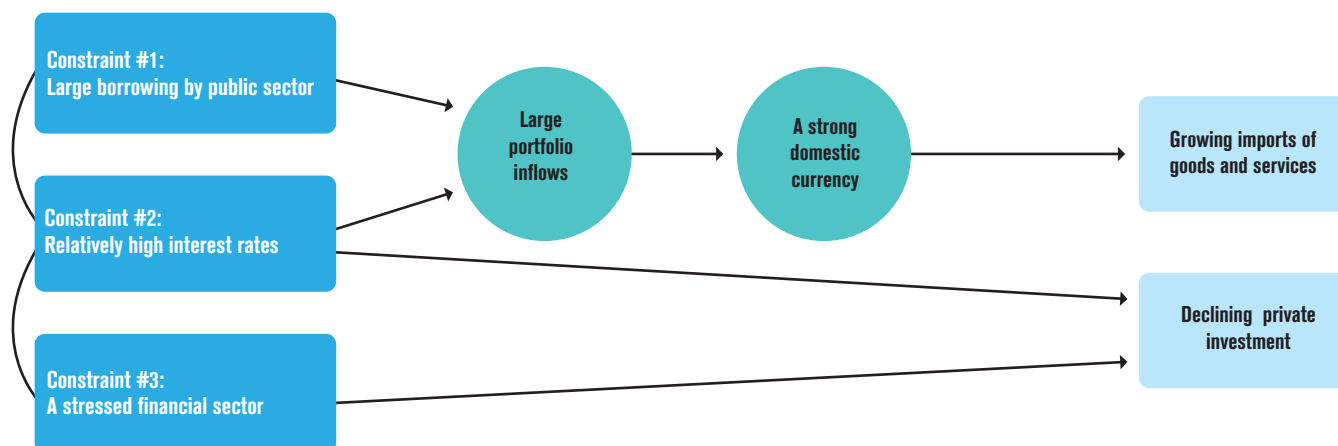 Constraint #1:
Large borrowing by public sector
Large
portfolio
inflows
A strong
domestic
currency
Growing imports of
goods and services
Constraint #2:
Relatively high interest rates
Declining private
investment
Constraint #3:
A stressed financial sector